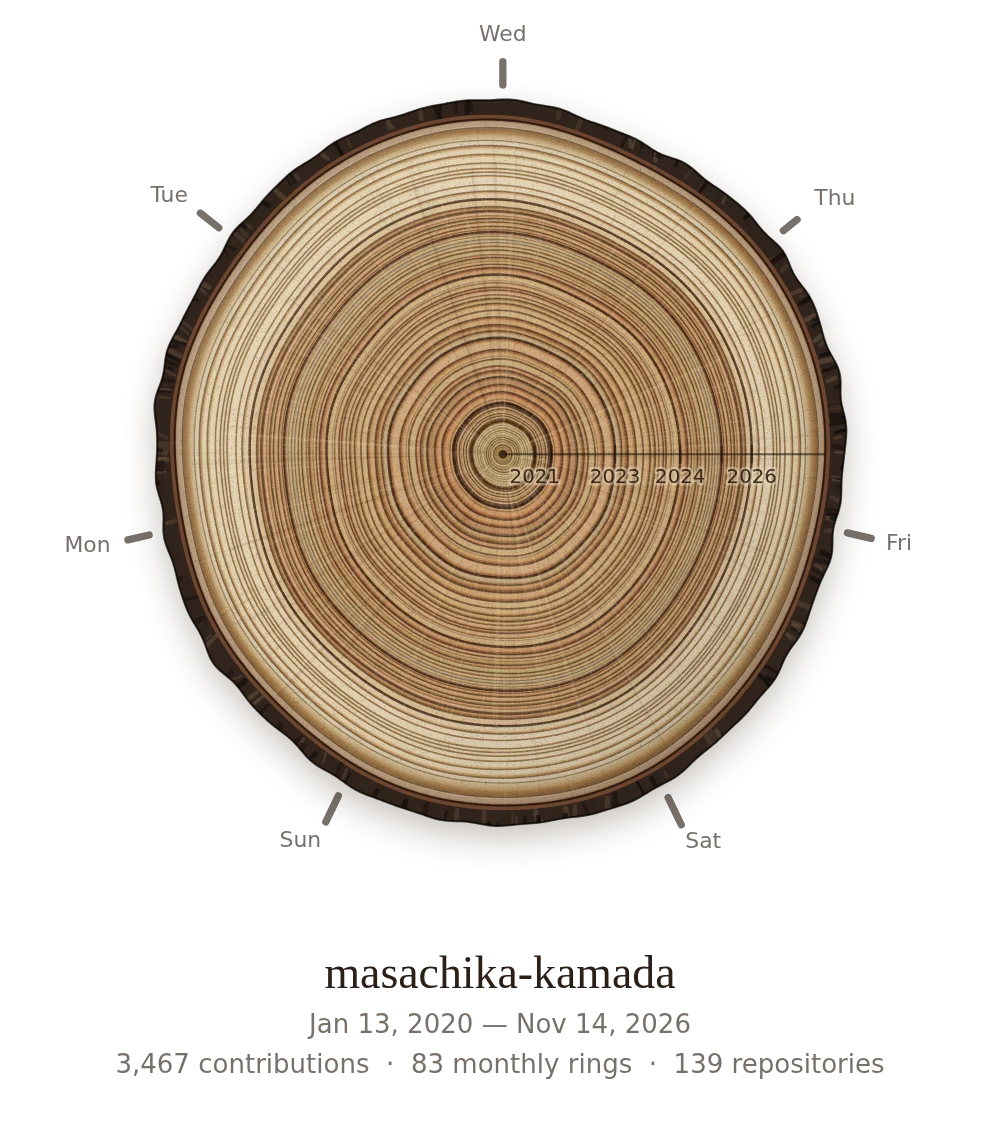 Wed
Tue
Thu
2021 2023 2024 2026
Mon
Fri
Sun
Sat
masachika-kamada
Jan 13, 2020 — Nov 14, 2026
3,467 contributions · 83 monthly rings · 139 repositories